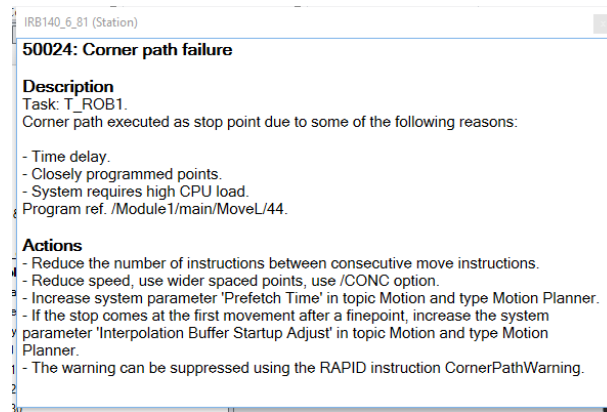 IRB140_6_81 (Station)
50024: Corner path failure
Description
Task: T_ROB1.
Corner path executed as stop point due to some of the following reasons:
- Time delay.
- Closely programmed points.
- System requires high CPU load.
Program ref. /Module1/main/MoveL/44.
Actions
- Reduce the number of instructions between consecutive move instructions.
- Reduce speed, use wider spaced points, use /CONC option.
- Increase system parameter 'Prefetch Time' in topic Motion and type Motion Planner.
- If the stop comes at the first movement after a finepoint, increase the system
parameter 'Interpolation Buffer Startup Adjust' in topic Motion and type Motion
Planner.
- The warning can be suppressed using the RAPID instruction CornerPathWarning.